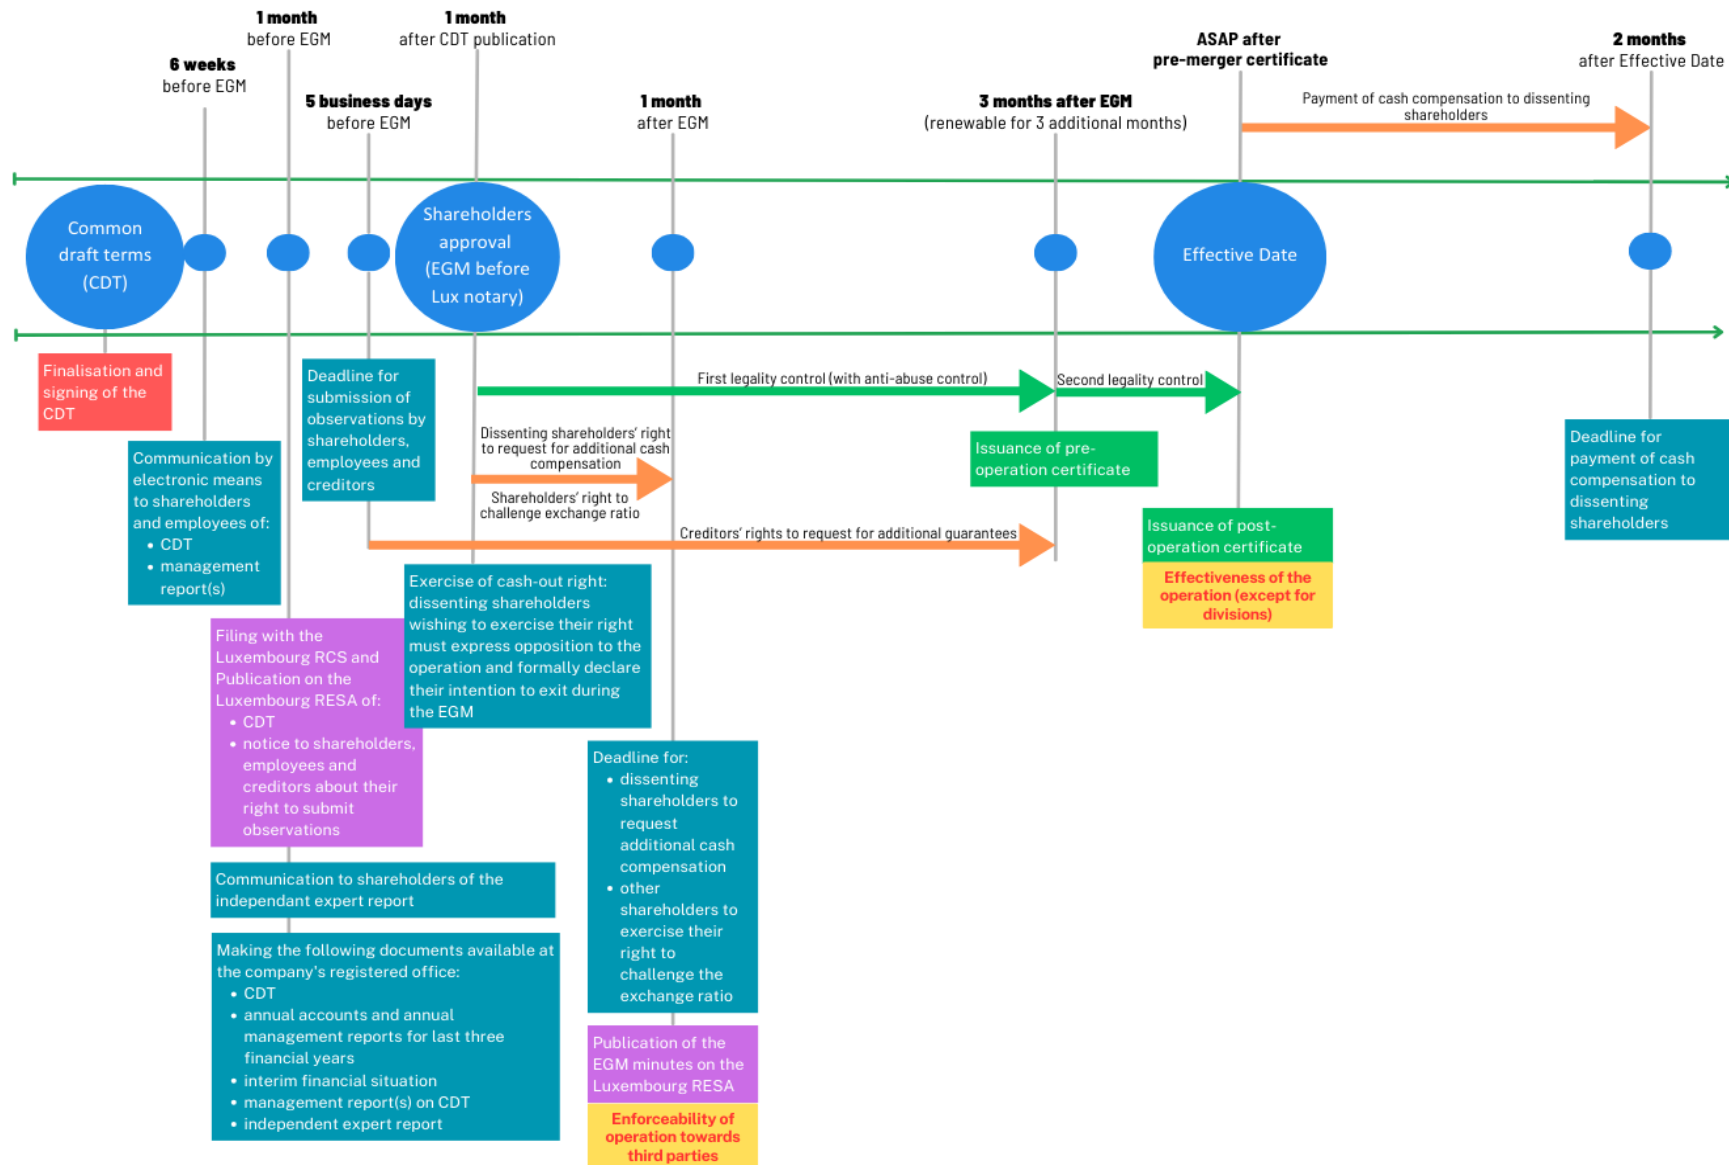 1 month
before EGM
1 month
after CDT publication
6 weeks
before EGM
5 business days
before EGM
1 month
after EGM
3 months after EGM
(renewable for 3 additional months)
ASAP after
pre-merger certificate
2 months
after Effective Date
Payment of cash compensation to dissenting
shareholders
Common
draft terms
(CDT)
Shareholders
approval
(EGM before
Lux notary)
Effective Date
Finalisation and
signing of the
CDT
Communication by
electronic means
to shareholders
and employees of:
• CDT
• management
report(s)
Deadline for
submission of
observations by
shareholders,
employees and
creditors
First legality control (with anti-abuse control)
Second legality control
Dissenting shareholders' right
to request for additional cash
compensation
Shareholders' right to
challenge exchange ratio
Creditors' rights to request for additional guarantees
Issuance of pre-
operation certificate
Issuance of post-
operation certificate
Effectiveness of the
operation (except for
divisions)
Deadline for
payment of cash
compensation to
dissenting
shareholders
Filing with the
Luxembourg RCS and
Publication on the
Luxembourg RESA of:
• CDT
• notice to shareholders,
employees and
creditors about their
right to submit
observations
Exercise of cash-out right:
dissenting shareholders
wishing to exercise their right
must express opposition to the
operation and formally declare
their intention to exit during
the EGM
Communication to shareholders of the
independant expert report
Making the following documents available at
the company's registered office:
• CDT
• annual accounts and annual
management reports for last three
financial years
• interim financial situation
• management report(s) on CDT
• independent expert report
Deadline for:
• dissenting
shareholders to
request
additional cash
compensation
• other
shareholders to
exercise their
right to
challenge the
exchange ratio
Publication of the
EGM minutes on the
Luxembourg RESA
Enforceability of
operation towards
third parties